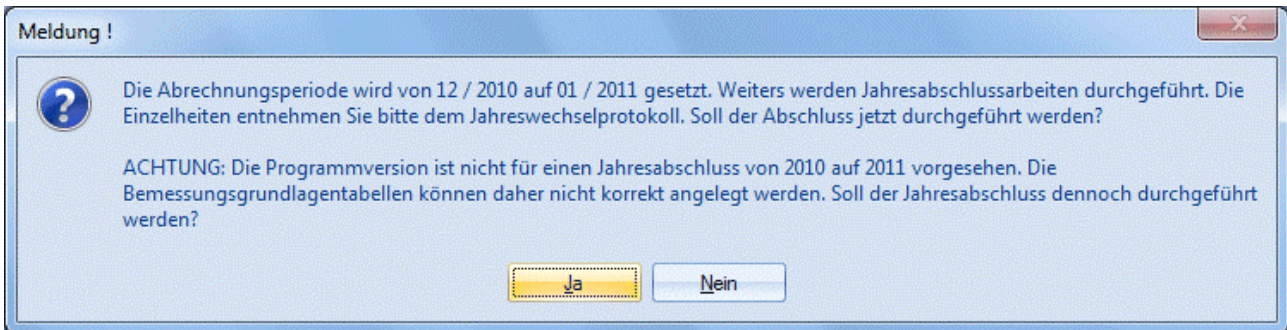 Meldung !
Die Abrechnungsperiode wird von 12 / 2010 auf 01 / 2011 gesetzt. Weiters werden Jahresabschlussarbeiten durchgeführt. Die
Einzelheiten entnehmen Sie bitte dem Jahreswechselprotokoll. Soll der Abschluss jetzt durchgeführt werden?
ACHTUNG: Die Programmversion ist nicht für einen Jahresabschluss von 2010 auf 2011 vorgesehen. Die
Bemessungsgrundlagentabellen können daher nicht korrekt angelegt werden. Soll der Jahresabschluss dennoch durchgeführt
werden?
Ja
Nein